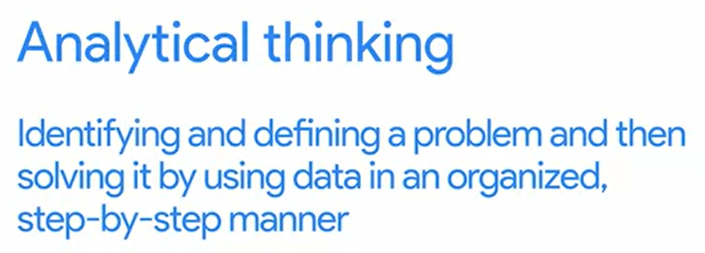 Analytical thinking
Identifying and defining a problem and then
solving it by using data in an organized,
step-by-step manner